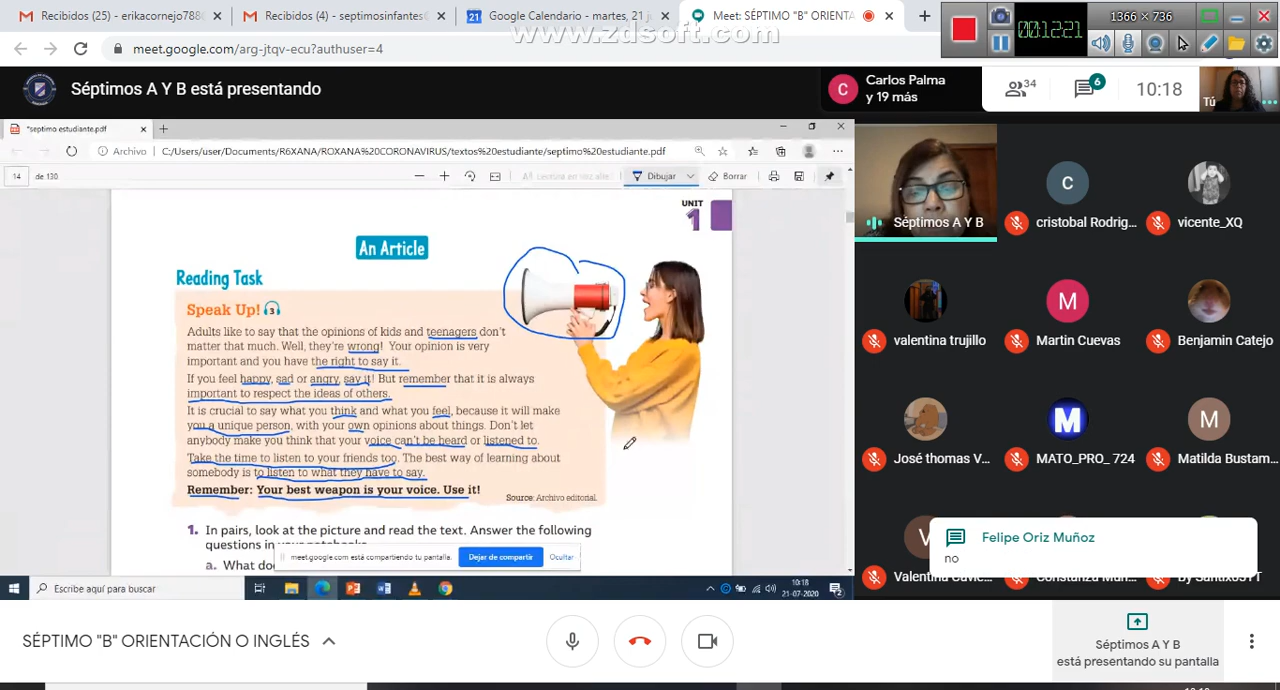 Recibidos (25) - erikacornejo788
Recibidos (4) - septimosinfantes
21
Google Calendario - martes, 21 ju
Meet: SÉPTIMO "B" ORIENTA
1366 × 736
00:12:21
www.zdsoft.com
meet.google.com/arg-jtqv-ecu?authuser=4
Séptimos A Y B está presentando
C
Carlos Palma
y 19 más
34
6
10:18
Tú
*septimo estudiante.pdf
Archivo
C:/Users/user/Documents/R6XANA/ROXANA%20CORONAVIRUS/textos%20estudiante/septimo%20estudiante.pdf
14
de 130
Dibujar
Borrar
UNIT
1
An Article
Reading Task
Speak Up!
3
Adults like to say that the opinions of kids and teenagers don't
matter that much. Well, they're wrong! Your opinion is very
important and you have the right to say it.
If you feel happy, sad or angry, say it! But remember that it is always
important to respect the ideas of others.
It is crucial to say what you think and what you feel, because it will make
you a unique person, with your own opinions about things. Don't let
anybody make you think that your voice can't be heard or listened to.
Take the time to listen to your friends too. The best way of learning about
somebody is to listen to what they have to say.
Remember: Your best weapon is your voice. Use it!
Source: Archivo editorial.
1. In pairs, look at the picture and read the text. Answer the following
questions in your notebooks.
a. What doe
meet.google.com está compartiendo tu pantalla.
Dejar de compartir
Ocultar
Escribe aquí para buscar
10:18
21-07-2020
2
Séptimos A Y B
C
cristobal Rodrig...
vicente_XQ
valentina trujillo
M
Martin Cuevas
Benjamin Catejo
José thomas V...
M
MATO_PRO_724
M
Matilda Bustam...
V
Felipe Oriz Muñoz
no
SÉPTIMO "B" ORIENTACIÓN O INGLÉS
Séptimos A Y B
está presentando su pantalla